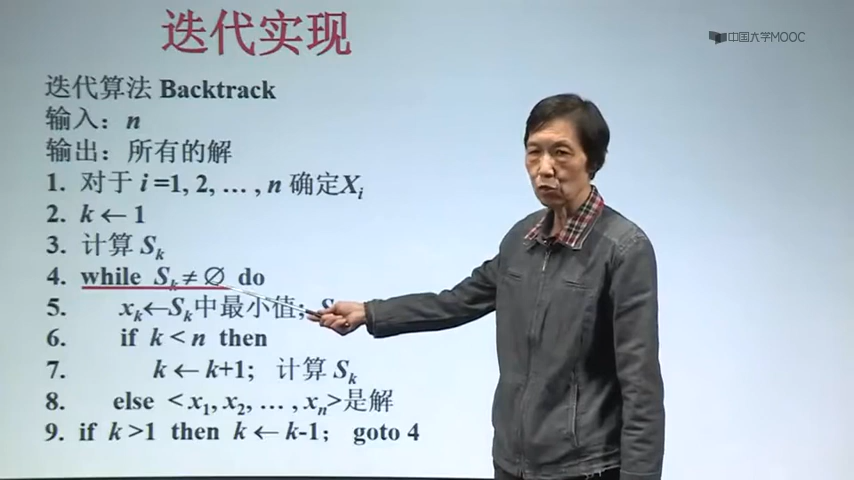 迭代实现
中国大学MOOC
迭代算法 Backtrack
输入：n
输出：所有的解
1. 对于 i =1, 2, … , n 确定Xi
2. k ← 1
3. 计算 Sk
4. while Sk ≠ ∅ do
5. xk←Sk中最小值；S
6. if k < n then
7. k ← k+1； 计算 Sk
8. else <x1, x2, … , xn>是解
9. if k >1 then k ← k-1； goto 4